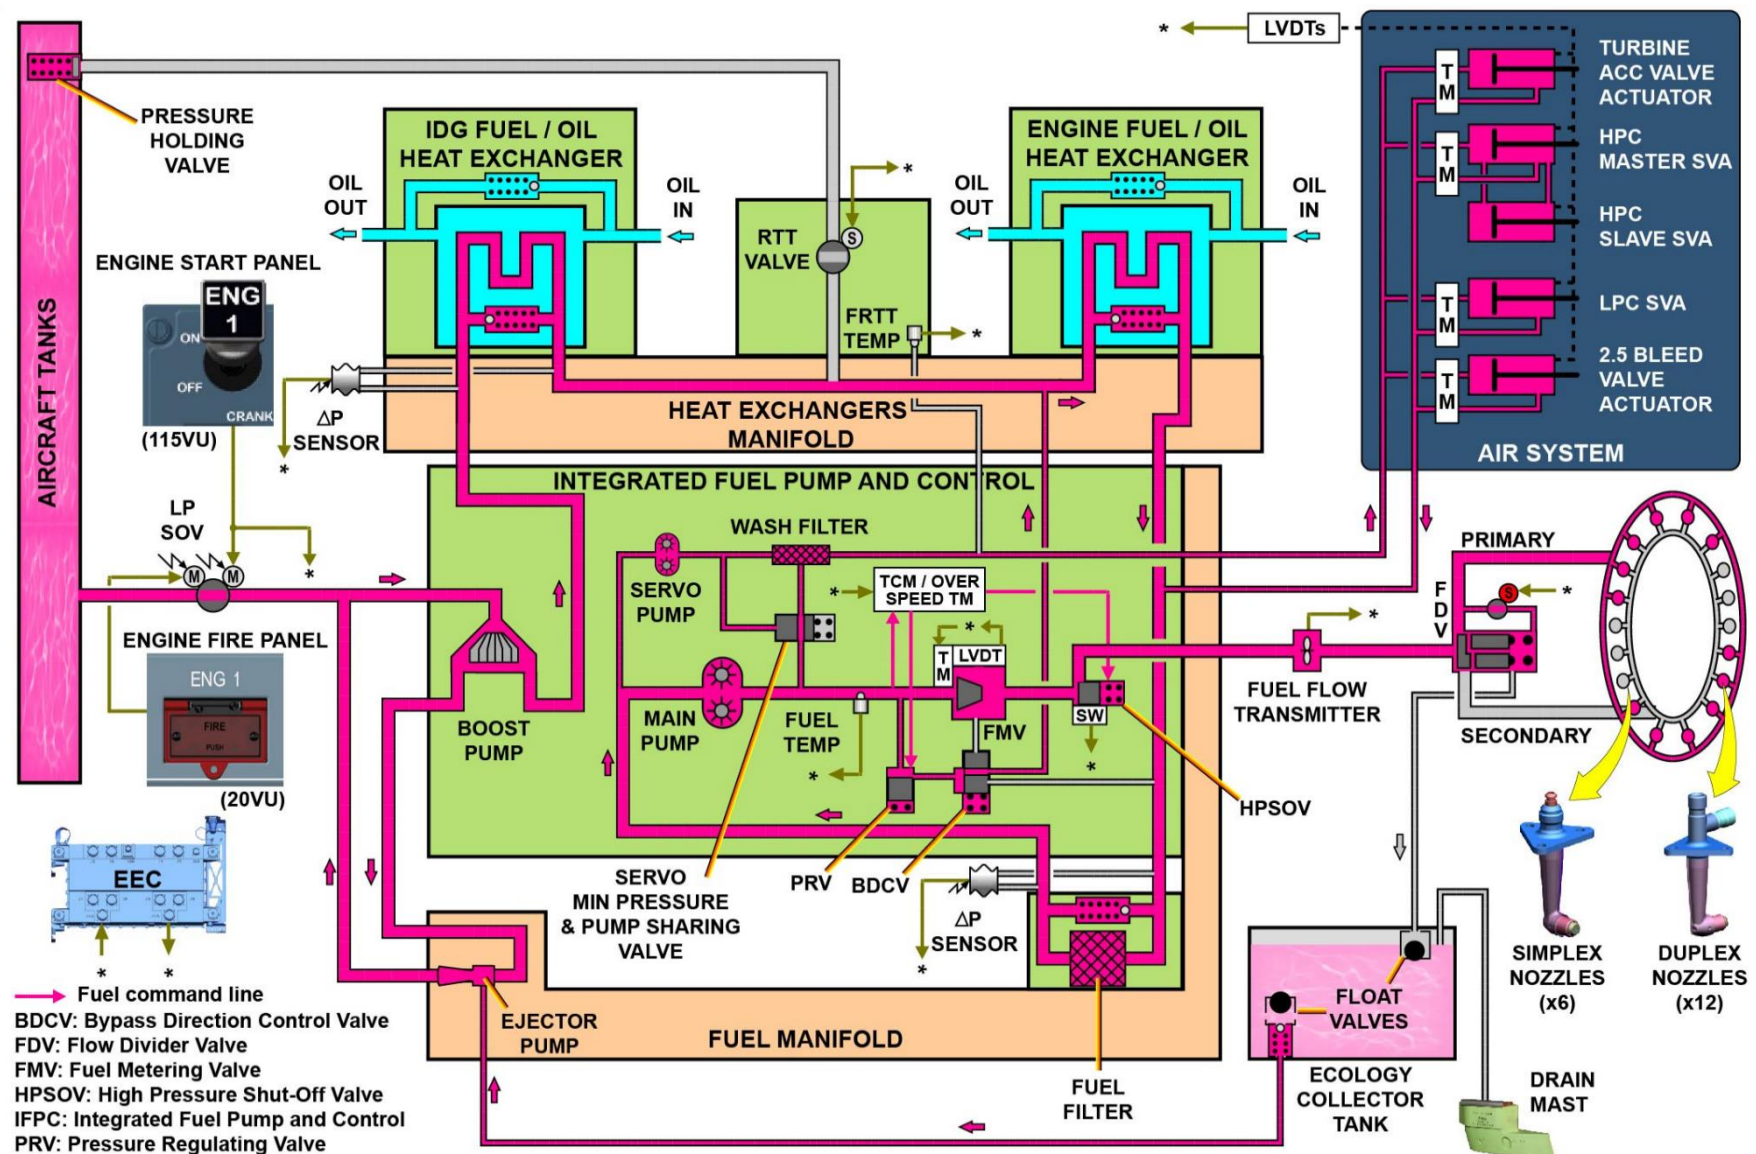 LVDTs
*
TURBINE
ACC VALVE
ACTUATOR
HPC
MASTER SVA
HPC
SLAVE SVA
LPC SVA
2.5 BLEED
VALVE
ACTUATOR
T
M
T
M
T
M
T
M
AIR SYSTEM
PRESSURE
HOLDING
VALVE
AIRCRAFT TANKS
IDG FUEL / OIL
HEAT EXCHANGER
OIL
OUT
OIL
IN
RTT
VALVE
S
*
FRTT
TEMP
*
ENGINE FUEL / OIL
HEAT EXCHANGER
OIL
OUT
OIL
IN
ENGINE START PANEL
ENG
1
ON
OFF
CRANK
(115VU)
ΔP
SENSOR
*
HEAT EXCHANGERS
MANIFOLD
LP
SOV
M
M
*
ENGINE FIRE PANEL
ENG 1
FIRE
PUSH
(20VU)
INTEGRATED FUEL PUMP AND CONTROL
WASH FILTER
SERVO
PUMP
*
TCM / OVER
SPEED TM
BOOST
PUMP
MAIN
PUMP
FUEL
TEMP
*
T
M
LVDT
*
FMV
SW
*
HPSOV
PRV
BDCV
SERVO
MIN PRESSURE
& PUMP SHARING
VALVE
ΔP
SENSOR
*
PRIMARY
F
D
V
S
*
*
FUEL FLOW
TRANSMITTER
SECONDARY
SIMPLEX
NOZZLES
(x6)
DUPLEX
NOZZLES
(x12)
FLOAT
VALVES
ECOLOGY
COLLECTOR
TANK
DRAIN
MAST
EJECTOR
PUMP
FUEL MANIFOLD
FUEL
FILTER
EEC
*
*
Fuel command line
BDCV: Bypass Direction Control Valve
FDV: Flow Divider Valve
FMV: Fuel Metering Valve
HPSOV: High Pressure Shut-Off Valve
IFPC: Integrated Fuel Pump and Control
PRV: Pressure Regulating Valve